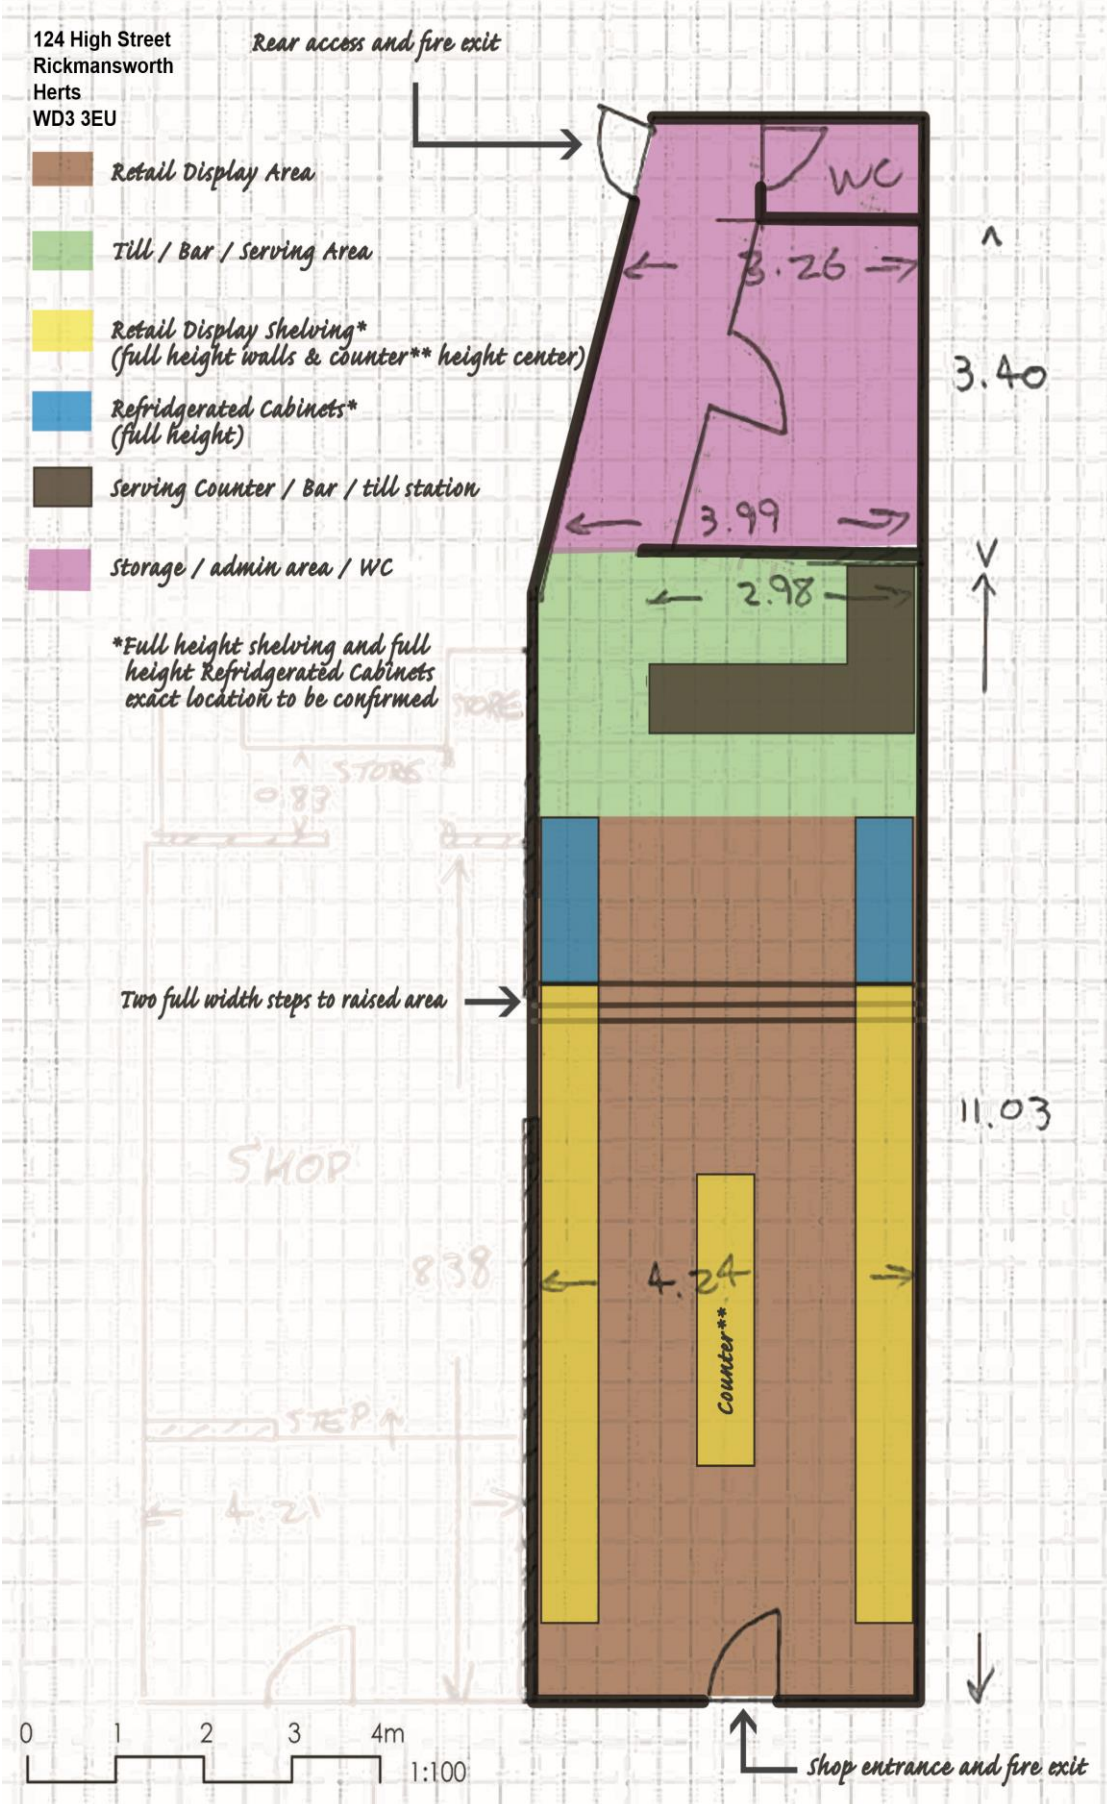 124 High Street
Rickmansworth
Herts
WD3 3EU
Rear access and fire exit
Retail Display Area
Till / Bar / Serving Area
Retail Display Shelving*
(full height walls & counter** height center)
Refridgerated Cabinets*
(full height)
Serving Counter / Bar / till station
Storage / admin area / WC
*Full height shelving and full
height Refridgerated Cabinets
exact location to be confirmed
WC
3.26
3.40
3.99
2.98
STORE
STORE
0.83
Two full width steps to raised area
11.03
SHOP
838
4.24
Counter**
STEP
4.21
0 1 2 3 4m
1:100
Shop entrance and fire exit